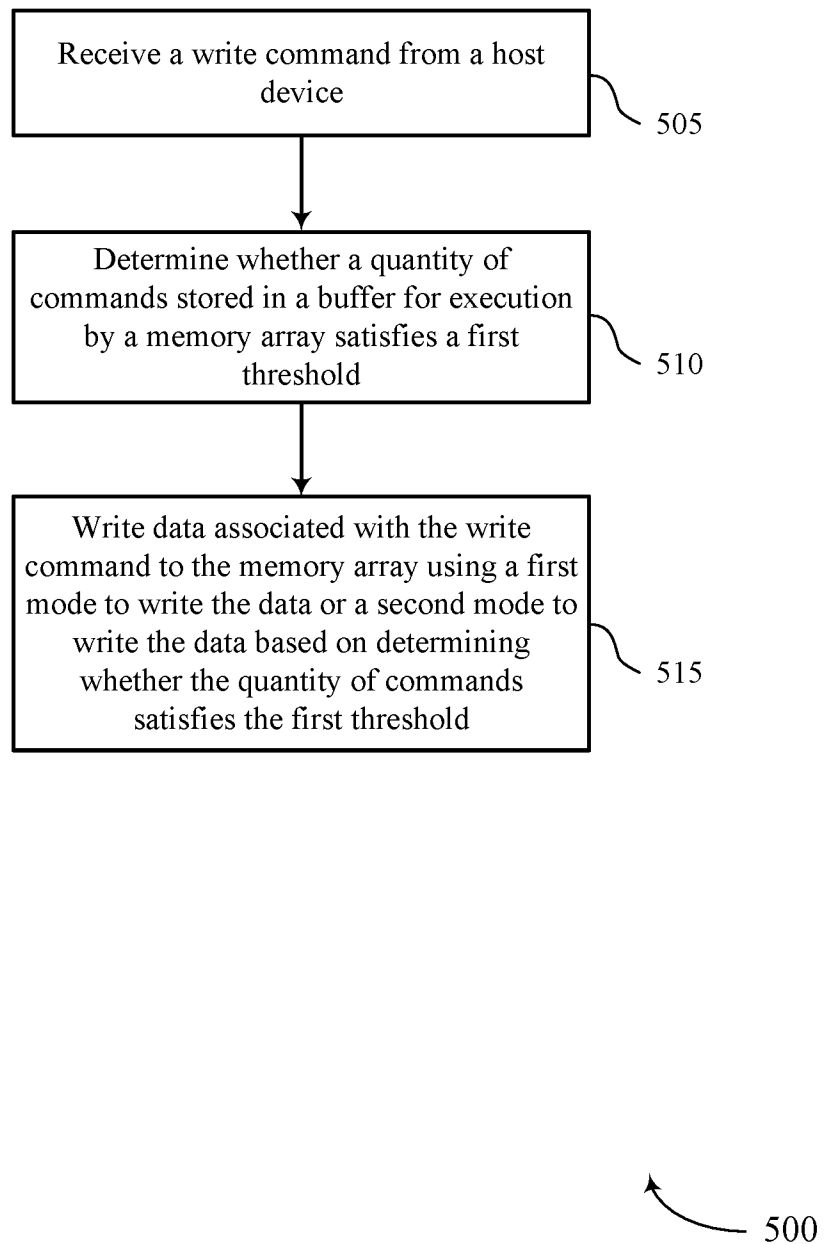 Receive a write command from a host
device
505
Determine whether a quantity of
commands stored in a buffer for execution
by a memory array satisfies a first
threshold
510
Write data associated with the write
command to the memory array using a first
mode to write the data or a second mode to
write the data based on determining
whether the quantity of commands
satisfies the first threshold
515
500